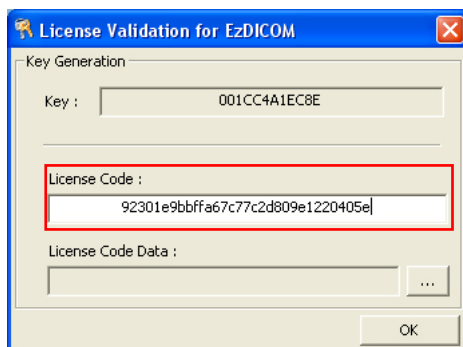 License Validation for EzDICOM
Key Generation
Key : 001CC4A1EC8E
License Code :
92301e9bbffa67c77c2d809e1220405e
License Code Data :
...
OK